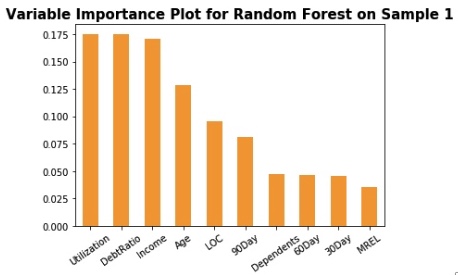 Variable Importance Plot for Random Forest on Sample 1
0.175
0.150
0.125
0.100
0.075
0.050
0.025
0.000
Utilization
DebtRatio
Income
Age
LOC
90Day
Dependents
60Day
30Day
MREL